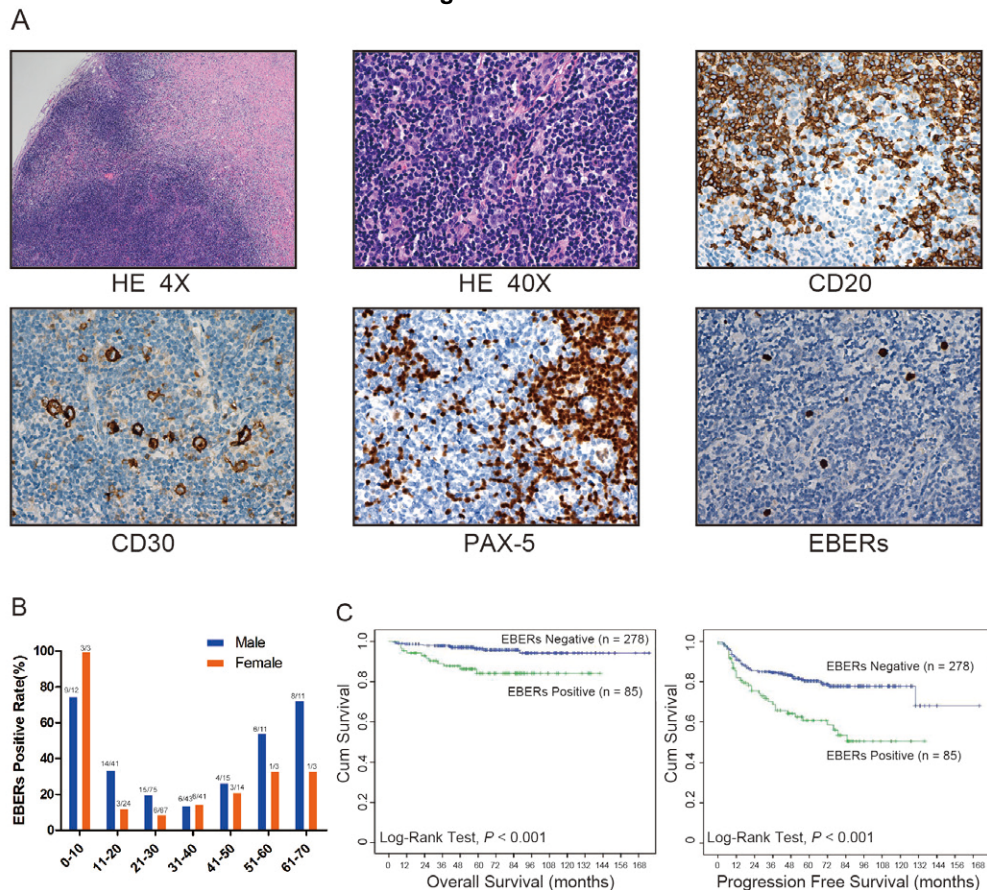 A
HE 4X
HE 40X
CD20
CD30
PAX-5
EBERs
B
EBERs Positive Rate(%)
100
80
60
40
20
0
Male
Female
9/12
3/3
14/41
3/24
15/75
6/67
6/43
6/41
4/15
3/14
6/11
1/3
8/11
1/3
0-10
11-20
21-30
31-40
41-50
51-60
61-70
C
Cum Survival
1.0
0.8
0.6
0.4
0.2
0
EBERs Negative (n = 278)
EBERs Positive (n = 85)
Log-Rank Test, P < 0.001
0 12 24 36 48 60 72 84 96 108 120 132 144 156 168
Overall Survival (months)
Cum Survival
1.0
0.8
0.6
0.4
0.2
0
EBERs Negative (n = 278)
EBERs Positive (n = 85)
Log-Rank Test, P < 0.001
0 12 24 36 48 60 72 84 96 108 120 132 144 156 168
Progression Free Survival (months)